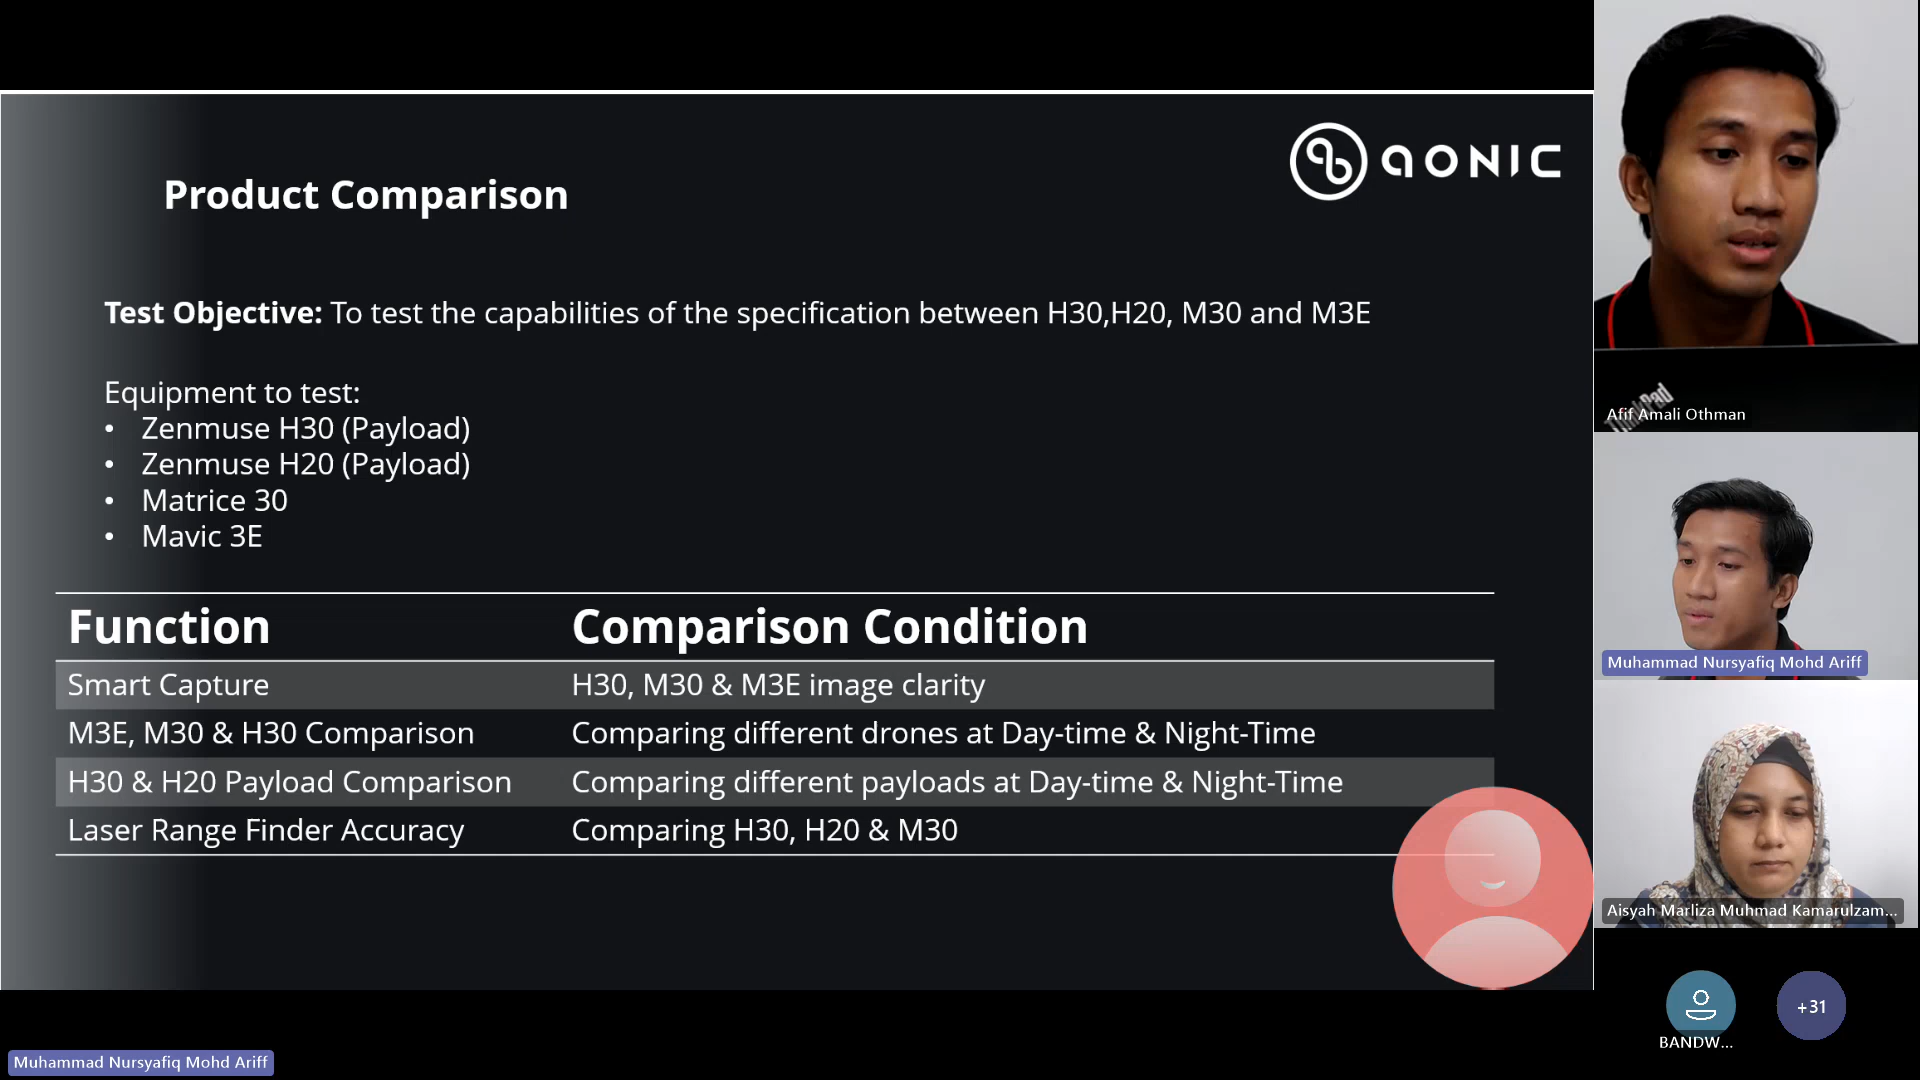 aonic
Product Comparison
Test Objective: To test the capabilities of the specification between H30,H20, M30 and M3E
Equipment to test:
• Zenmuse H30 (Payload)
• Zenmuse H20 (Payload)
• Matrice 30
• Mavic 3E
Function Comparison Condition
Smart Capture H30, M30 & M3E image clarity
M3E, M30 & H30 Comparison Comparing different drones at Day-time & Night-Time
H30 & H20 Payload Comparison Comparing different payloads at Day-time & Night-Time
Laser Range Finder Accuracy Comparing H30, H20 & M30
ThinkPad
Afif Amali Othman
Muhammad Nursyafiq Mohd Ariff
Aisyah Marliza Muhmad Kamarulzam...
BANDW...
+31
Muhammad Nursyafiq Mohd Ariff